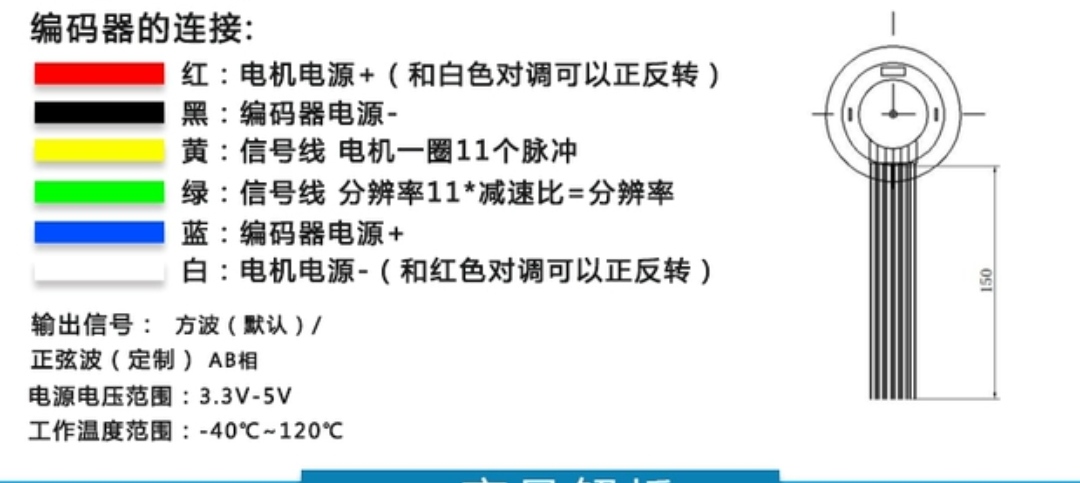 编码器的连接:
红：电机电源+（和白色对调可以正反转）
黑：编码器电源-
黄：信号线 电机一圈11个脉冲
绿：信号线 分辨率11*减速比=分辨率
蓝：编码器电源+
白：电机电源-（和红色对调可以正反转）
150
输出信号： 方波（默认）/
正弦波（定制） AB相
电源电压范围：3.3V-5V
工作温度范围：-40℃~120℃